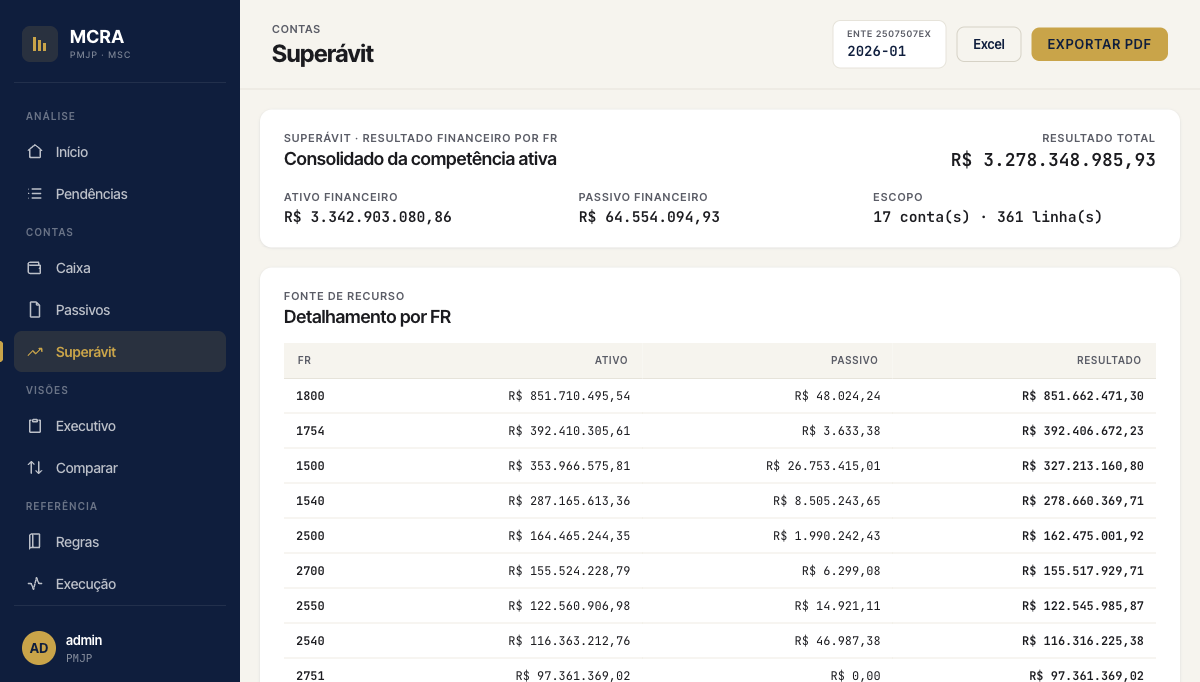 MCRA
PMJP · MSC
ANÁLISE
Início
Pendências
CONTAS
Caixa
Passivos
Superávit
VISÕES
Executivo
Comparar
REFERÊNCIA
Regras
Execução
AD
admin
PMJP
CONTAS
Superávit
ENTE 2507507EX
2026-01
Excel
EXPORTAR PDF
SUPERÁVIT · RESULTADO FINANCEIRO POR FR
Consolidado da competência ativa
RESULTADO TOTAL
R$ 3.278.348.985,93
ATIVO FINANCEIRO
R$ 3.342.903.080,86
PASSIVO FINANCEIRO
R$ 64.554.094,93
ESCOPO
17 conta(s) · 361 linha(s)
FONTE DE RECURSO
Detalhamento por FR
FR ATIVO PASSIVO RESULTADO
1800 R$ 851.710.495,54 R$ 48.024,24 R$ 851.662.471,30
1754 R$ 392.410.305,61 R$ 3.633,38 R$ 392.406.672,23
1500 R$ 353.966.575,81 R$ 26.753.415,01 R$ 327.213.160,80
1540 R$ 287.165.613,36 R$ 8.505.243,65 R$ 278.660.369,71
2500 R$ 164.465.244,35 R$ 1.990.242,43 R$ 162.475.001,92
2700 R$ 155.524.228,79 R$ 6.299,08 R$ 155.517.929,71
2550 R$ 122.560.906,98 R$ 14.921,11 R$ 122.545.985,87
2540 R$ 116.363.212,76 R$ 46.987,38 R$ 116.316.225,38
2751 R$ 97.361.369,02 R$ 0,00 R$ 97.361.369,02